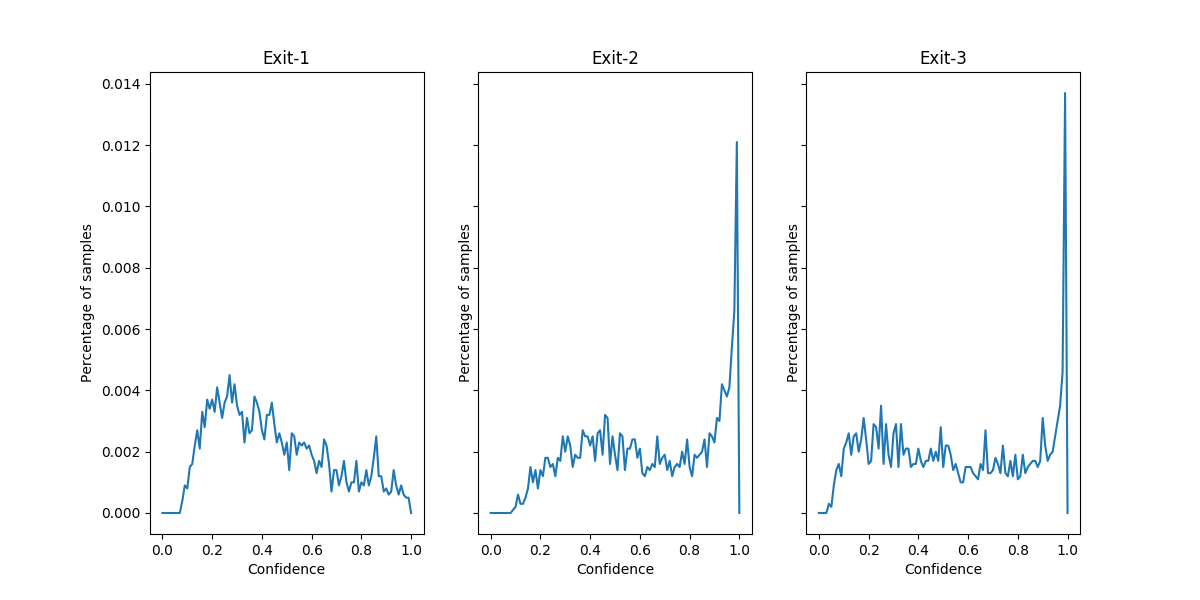 Exit-1
Exit-2
Exit-3
0.014
0.012
0.010
0.008
0.006
0.004
0.002
0.000
Percentage of samples
Percentage of samples
Percentage of samples
0.0 0.2 0.4 0.6 0.8 1.0
0.0 0.2 0.4 0.6 0.8 1.0
0.0 0.2 0.4 0.6 0.8 1.0
Confidence
Confidence
Confidence